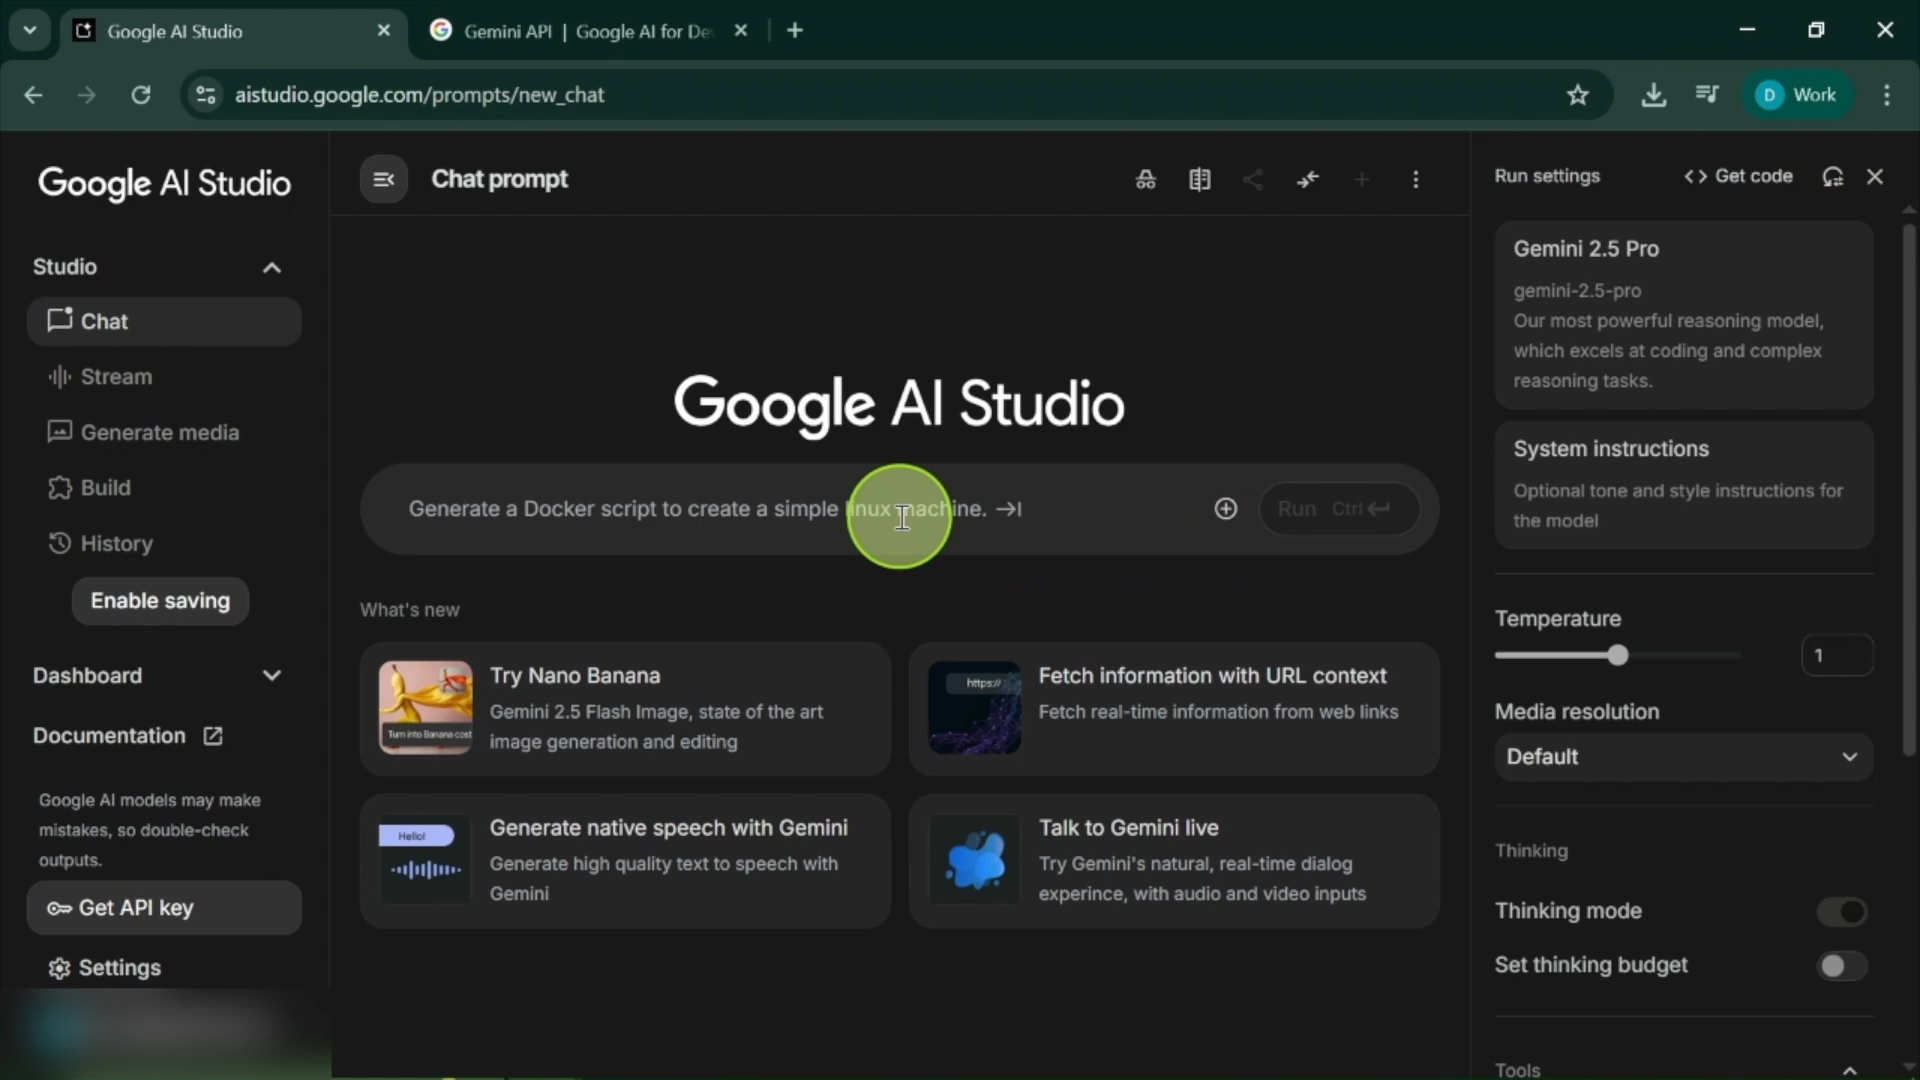 Google AI Studio
Gemini API | Google AI for Dev
aistudio.google.com/prompts/new_chat
D Work
Google AI Studio
Studio
Chat
Stream
Generate media
Build
History
Enable saving
Dashboard
Documentation
Google AI models may make
mistakes, so double-check
outputs.
Get API key
Settings
Chat prompt
Google AI Studio
Generate a Docker script to create a simple linux machine.
Run Ctrl
What's new
Try Nano Banana
Gemini 2.5 Flash Image, state of the art
image generation and editing
Turn into Banana cost
Fetch information with URL context
Fetch real-time information from web links
https://
Generate native speech with Gemini
Generate high quality text to speech with
Gemini
Hello!
Talk to Gemini live
Try Gemini's natural, real-time dialog
experince, with audio and video inputs
Run settings
<> Get code
Gemini 2.5 Pro
gemini-2.5-pro
Our most powerful reasoning model,
which excels at coding and complex
reasoning tasks.
System instructions
Optional tone and style instructions for
the model
Temperature
1
Media resolution
Default
Thinking
Thinking mode
Set thinking budget
Tools